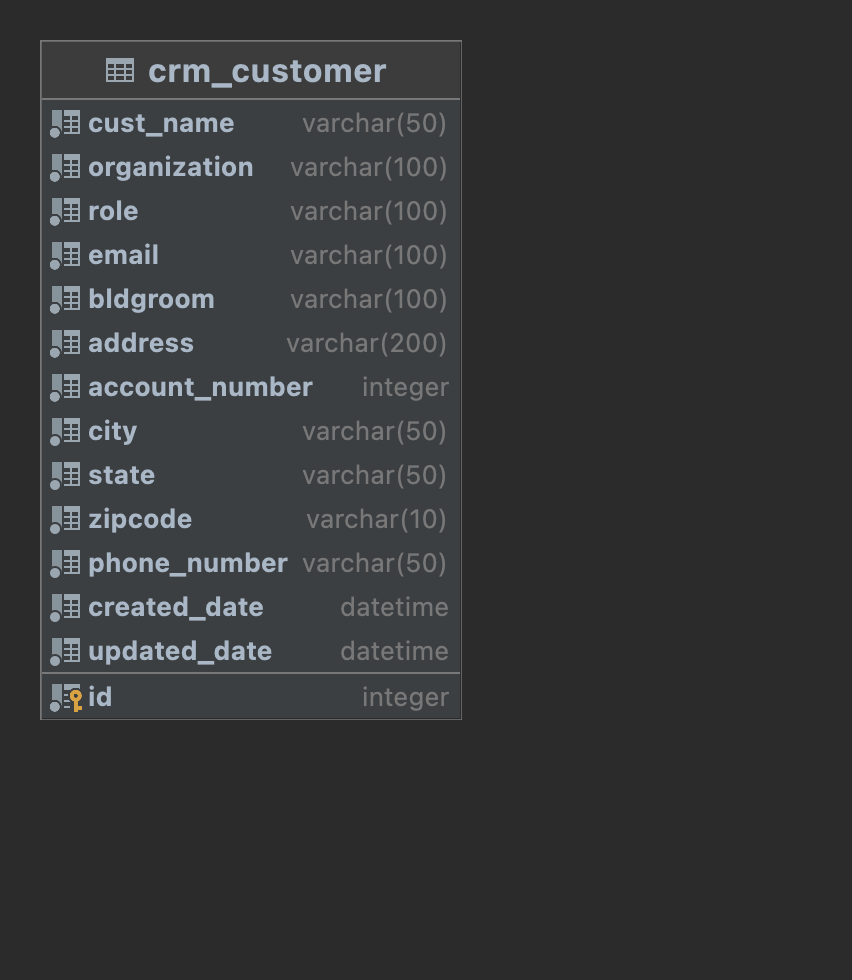 crm_customer
cust_name varchar(50)
organization varchar(100)
role varchar(100)
email varchar(100)
bldgroom varchar(100)
address varchar(200)
account_number integer
city varchar(50)
state varchar(50)
zipcode varchar(10)
phone_number varchar(50)
created_date datetime
updated_date datetime
id integer